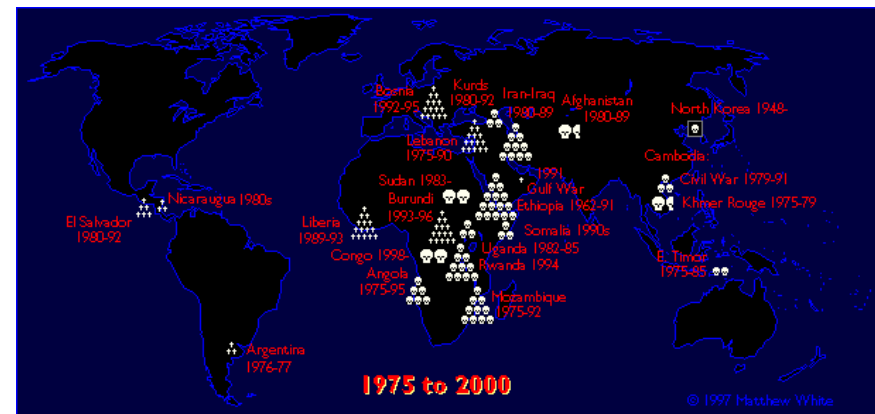 Bosnia
1992-95
Kurds
1980-92
Iran-Iraq
1980-89
Afghanistan
1980-89
North Korea 1948-
Lebanon
1975-90
Cambodia:
Civil War 1979-91
Khmer Rouge 1975-79
1991
Gulf War
Sudan 1983-
Burundi
1993-96
Ethiopia 1962-91
Nicaraugua 1980s
El Salvador
1980-92
Liberia
1989-93
Somalia 1990s
Uganda 1982-85
Rwanda 1994
Congo 1998-
Angola
1975-95
E. Timor
1975-85
Mozambique
1975-92
Argentina
1976-77
1975 to 2000
© 1997 Matthew White